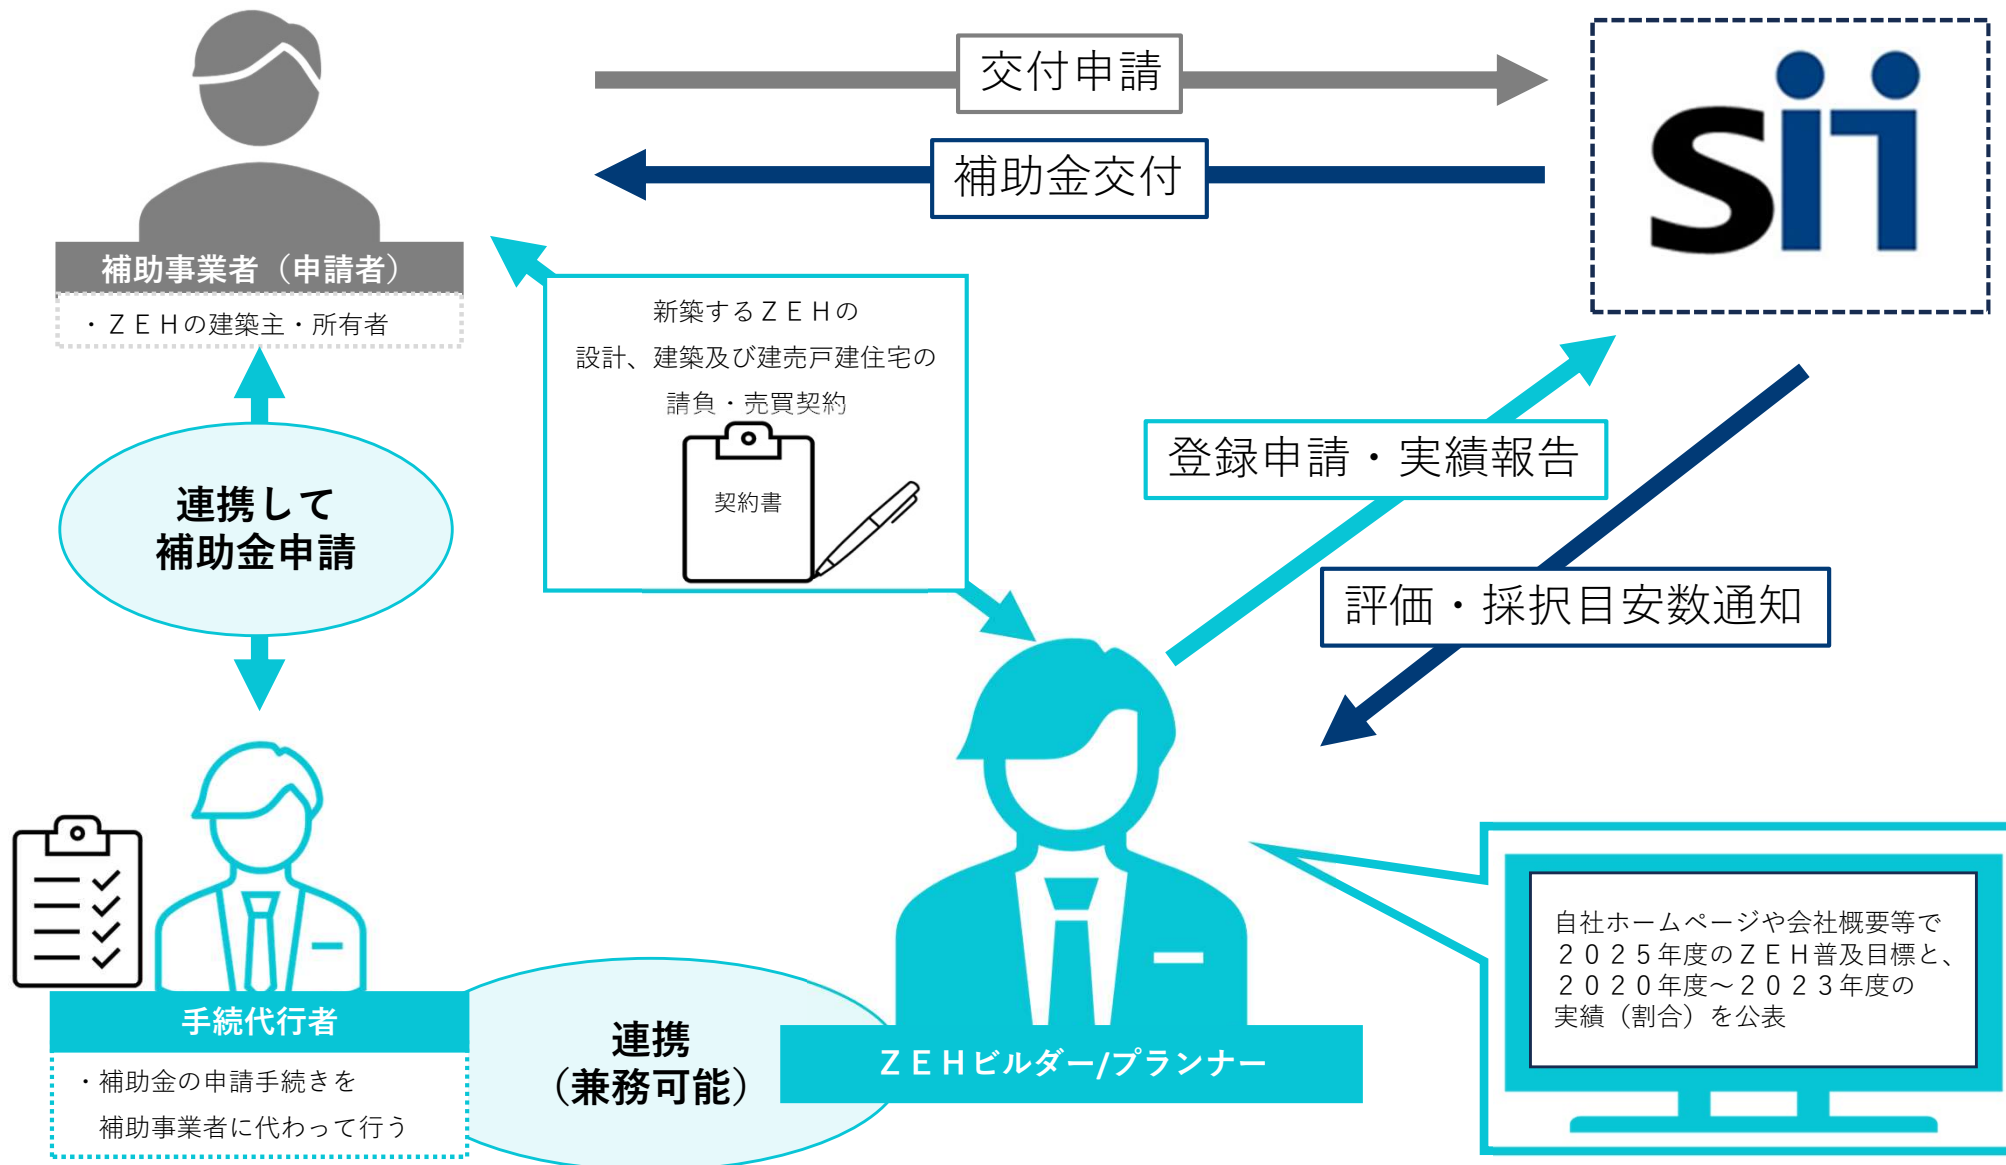 交付申請
補助金交付
sii
補助事業者（申請者）
・ＺＥＨの建築主・所有者
新築するＺＥＨの
設計、建築及び建売戸建住宅の
請負・売買契約
契約書
連携して
補助金申請
登録申請・実績報告
評価・採択目安数通知
手続代行者
・補助金の申請手続きを
補助事業者に代わって行う
連携
（兼務可能）
ＺＥＨビルダー/プランナー
自社ホームページや会社概要等で
２０２５年度のＺＥＨ普及目標と、
２０２０年度～２０２３年度の
実績（割合）を公表